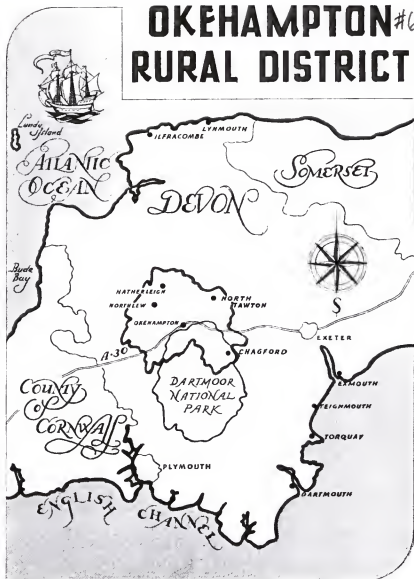 OKEHAMPTON #6
RURAL DISTRICT
Lundy
Island
LYNMOUTH
ILFRACOMBE
ATLANTIC
OCEAN
SOMERSET
DEVON
Bude
Bay
HATHERLEIGH
NORTHLEW
NORTH
TAWTON
OKEHAMPTON
S
EXETER
A-30
CHAGFORD
DARTMOOR
NATIONAL
PARK
EXMOUTH
COUNTY
OF
CORNWALL
TEIGNMOUTH
TORQUAY
PLYMOUTH
DARTMOUTH
ENGLISH CHANNEL